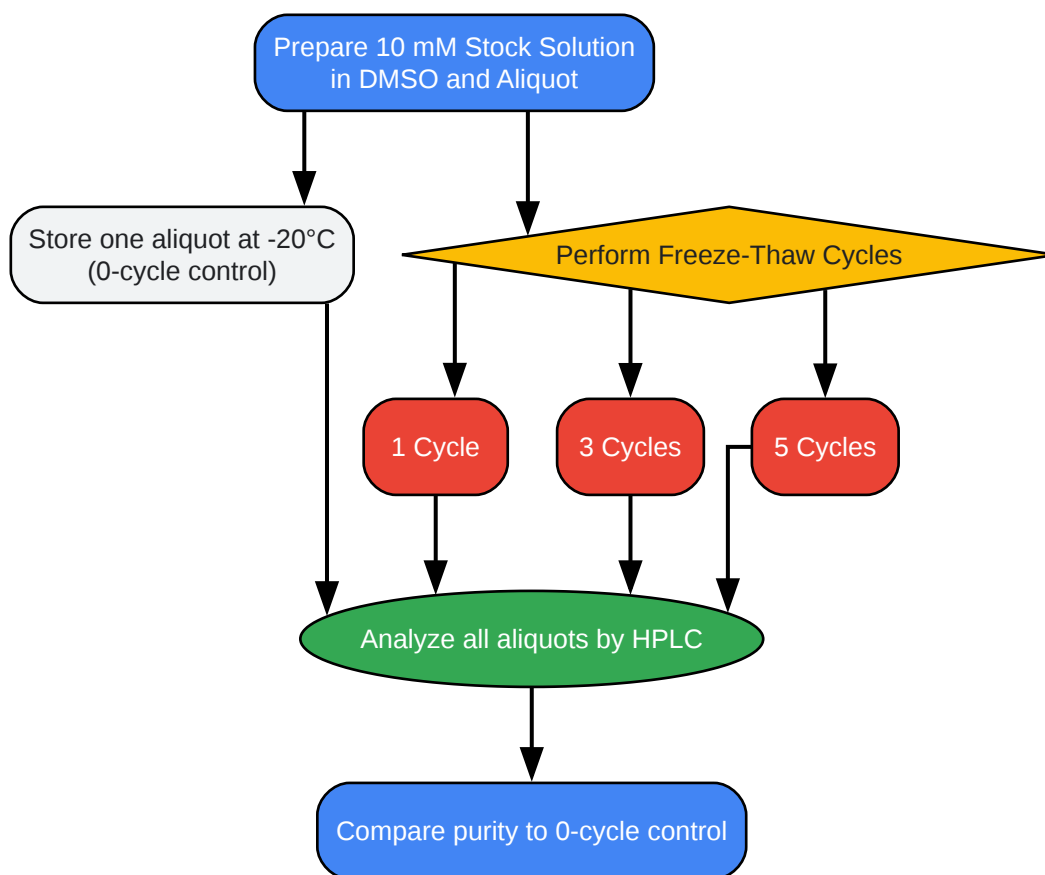 Prepare 10 mM Stock Solution
in DMSO and Aliquot
Store one aliquot at -20°C
(0-cycle control)
Perform Freeze-Thaw Cycles
1 Cycle
3 Cycles
5 Cycles
Analyze all aliquots by HPLC
Compare purity to 0-cycle control